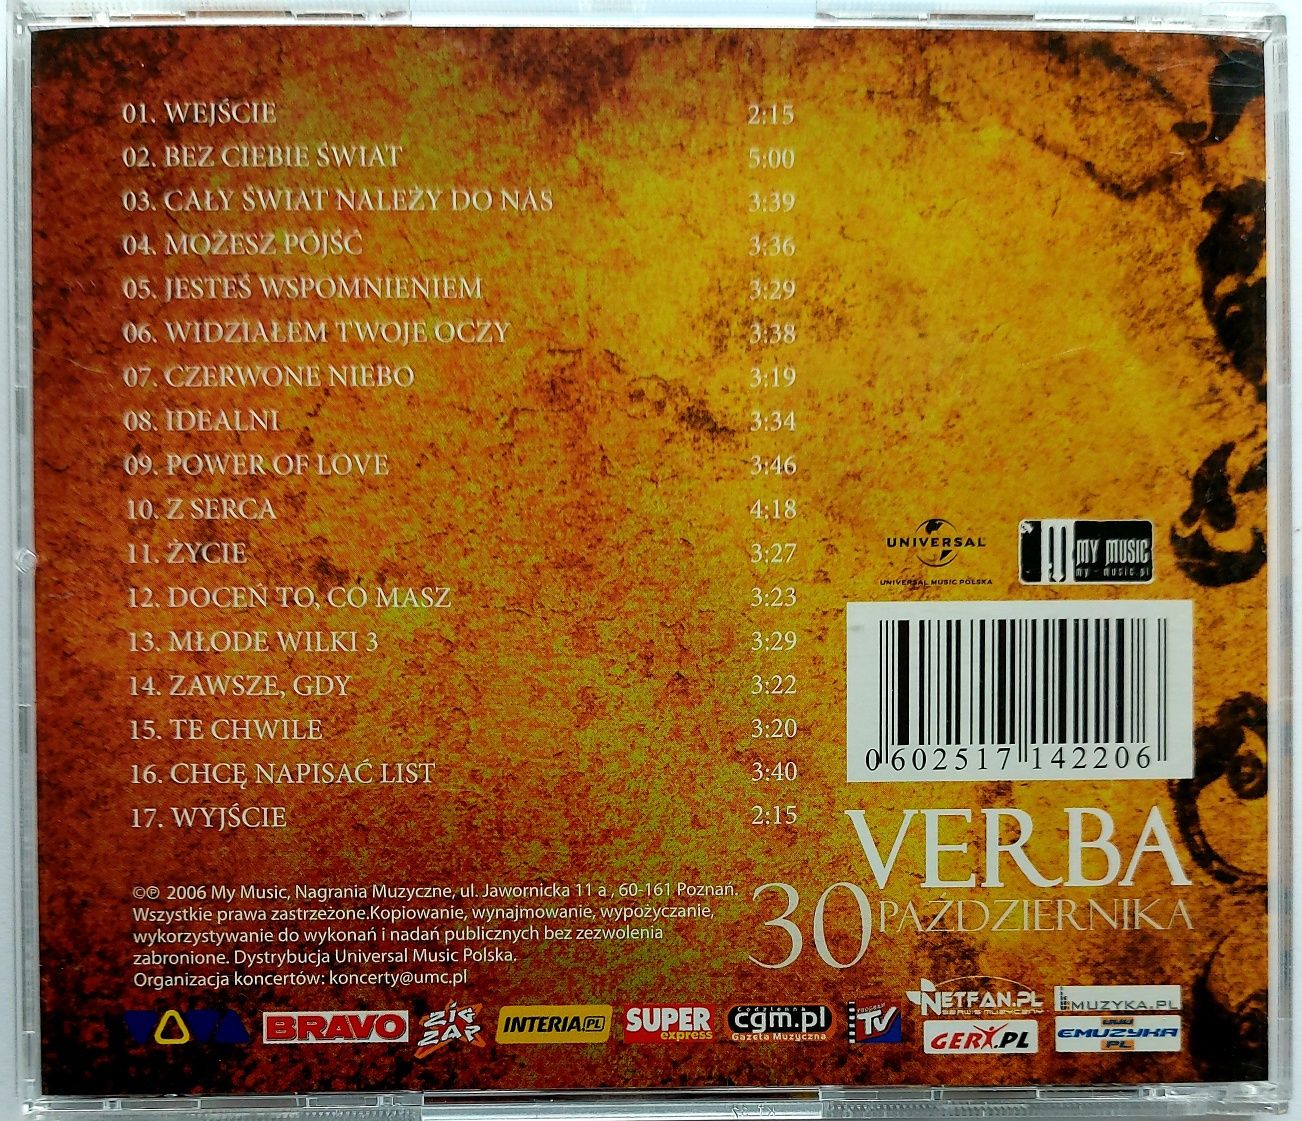 01. WEJŚCIE 2:15
02. BEZ CIEBIE ŚWIAT 5:00
03. CAŁY ŚWIAT NALEŻY DO NAS 3:39
04. MOŻESZ PÓJŚĆ 3:36
05. JESTEŚ WSPOMNIENIEM 3:29
06. WIDZIAŁEM TWOJE OCZY 3:38
07. CZERWONE NIEBO 3:19
08. IDEALNI 3:34
09. POWER OF LOVE 3:46
10. Z SERCA 4:18
11. ŻYCIE 3:27
12. DOCEŃ TO, CO MASZ 3:23
13. MŁODE WILKI 3 3:29
14. ZAWSZE, GDY 3:22
15. TE CHWILE 3:20
16. CHCĘ NAPISAĆ LIST 3:40
17. WYJŚCIE 2:15
UNIVERSAL
UNIVERSAL MUSIC POLSKA
MY MUSIC
my - music.pl
0 602517 142206
VERBA
30 PAŹDZIERNIKA
©℗ 2006 My Music, Nagrania Muzyczne, ul. Jawornicka 11 a , 60-161 Poznań.
Wszystkie prawa zastrzeżone.Kopiowanie, wynajmowanie, wypożyczanie,
wykorzystywanie do wykonań i nadań publicznych bez zezwolenia
zabronione. Dystrybucja Universal Music Polska.
Organizacja koncertów: koncerty@umc.pl
VIVA
BRAVO
ZIG ZAP
INTERIA.PL
SUPER
express
Codzienna
cgm.pl
Gazeta Muzyczna
PROGRAM
TV
NETFAN.PL
SERWIS MUZYCZNY
GERY.PL
MUZYKA.PL
EMUZYKA
PL